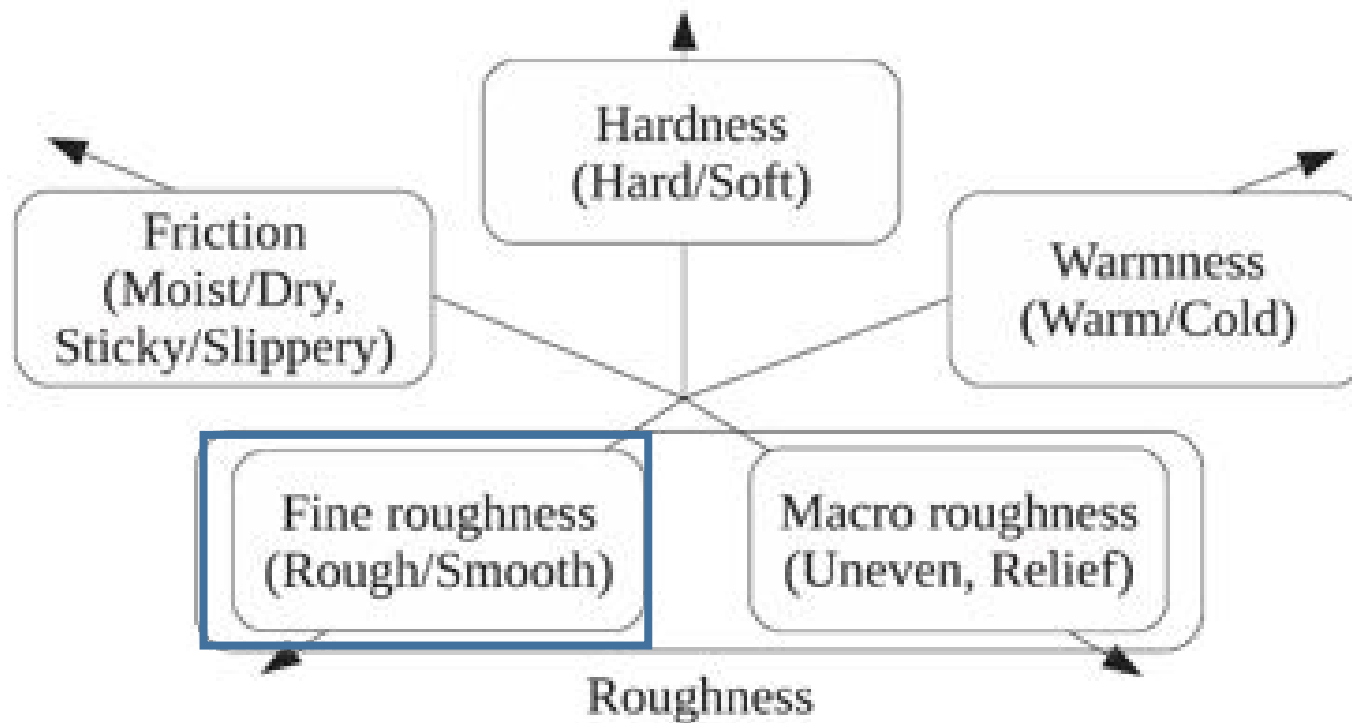 Hardness
(Hard/Soft)
Friction
(Moist/Dry,
Sticky/Slippery)
Warmness
(Warm/Cold)
Fine roughness
(Rough/Smooth)
Macro roughness
(Uneven, Relief)
Roughness